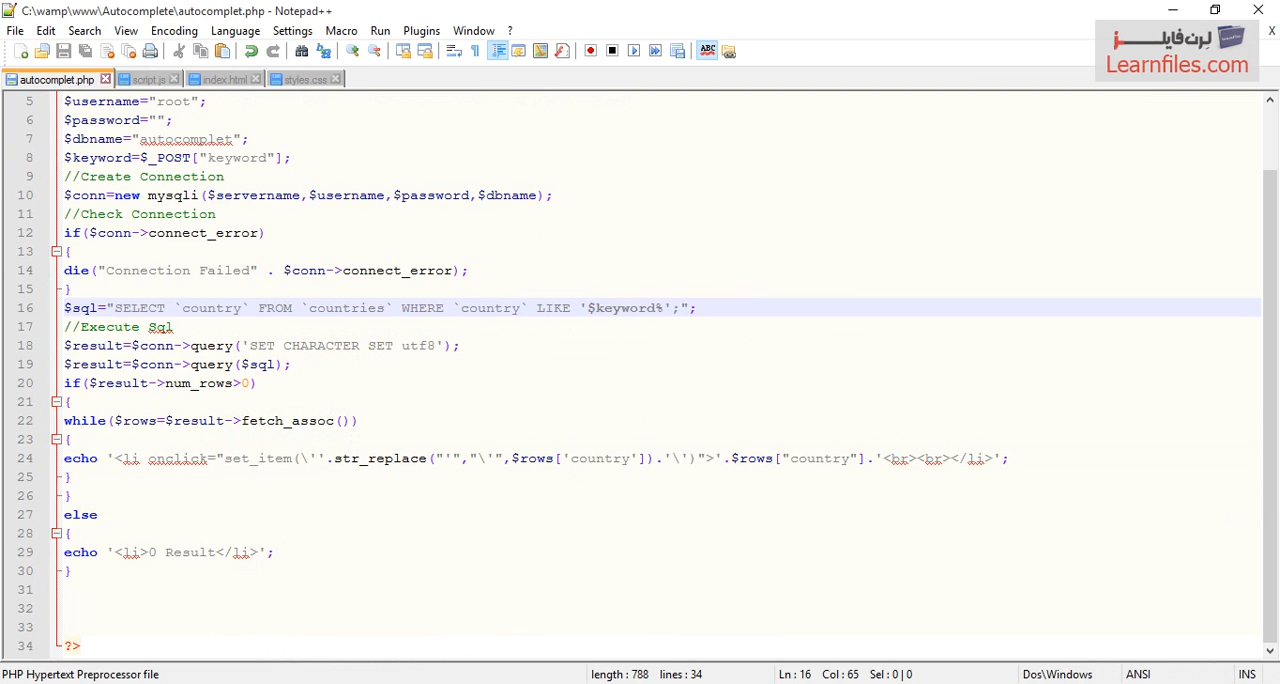 C:\wamp\www\Autocomplete\autocomplet.php - Notepad++
File Edit Search View Encoding Language Settings Macro Run Plugins Window ? X
لرن فایلز
Learnfiles.com
autocomplet.php script.js index.html styles.css
5 $username="root";
6 $password="";
7 $dbname="autocomplet";
8 $keyword=$_POST["keyword"];
9 //Create Connection
10 $conn=new mysqli($servername,$username,$password,$dbname);
11 //Check Connection
12 if($conn->connect_error)
13 {
14 die("Connection Failed" . $conn->connect_error);
15 }
16 $sql="SELECT `country` FROM `countries` WHERE `country` LIKE '$keyword%';";
17 //Execute Sql
18 $result=$conn->query('SET CHARACTER SET utf8');
19 $result=$conn->query($sql);
20 if($result->num_rows>0)
21 {
22 while($rows=$result->fetch_assoc())
23 {
24 echo '<li onclick="set_item(\''.str_replace("'","\'",$rows['country']).'\')">'.$rows["country"].'<br><br></li>';
25 }
26 }
27 else
28 {
29 echo '<li>0 Result</li>';
30 }
31
32
33
34 ?>
PHP Hypertext Preprocessor file length : 788 lines : 34 Ln : 16 Col : 65 Sel : 0 | 0 Dos\Windows ANSI INS